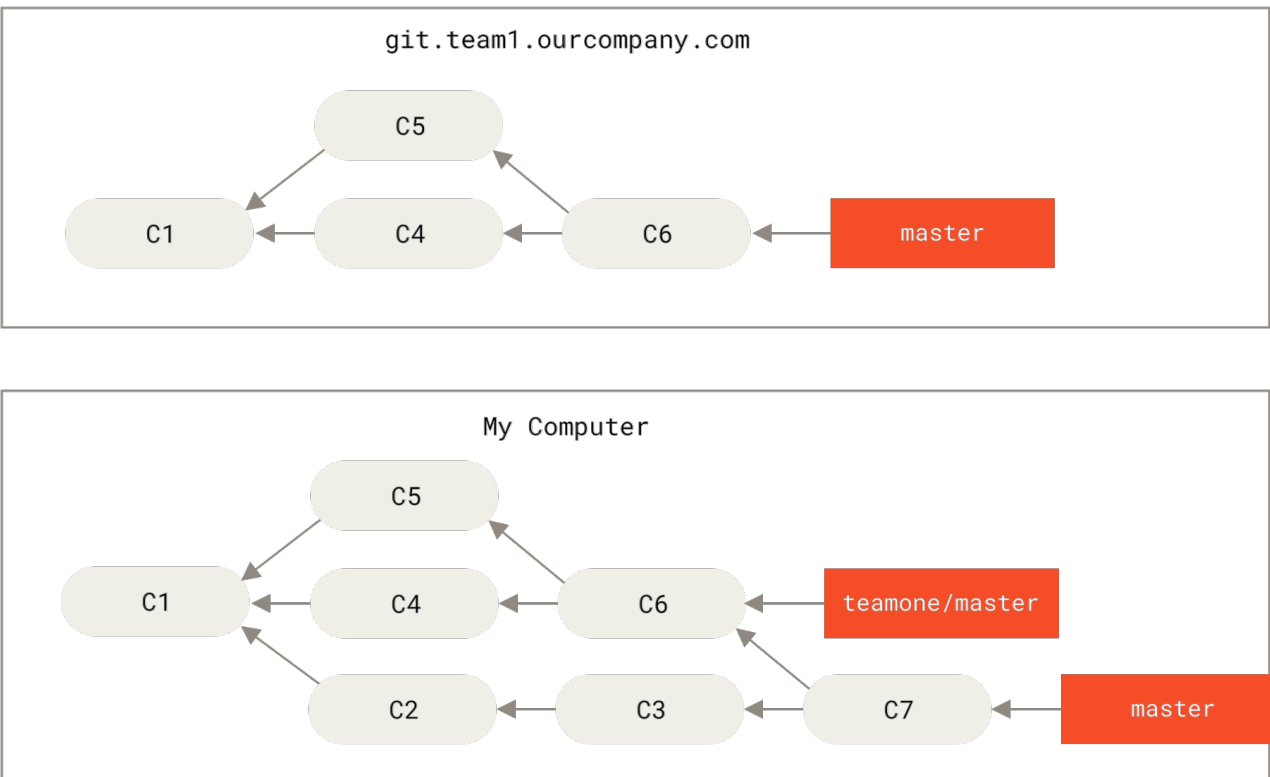 git.team1.ourcompany.com
C5
C1
C4
C6
master
My Computer
C5
C1
C4
C6
teamone/master
C2
C3
C7
master